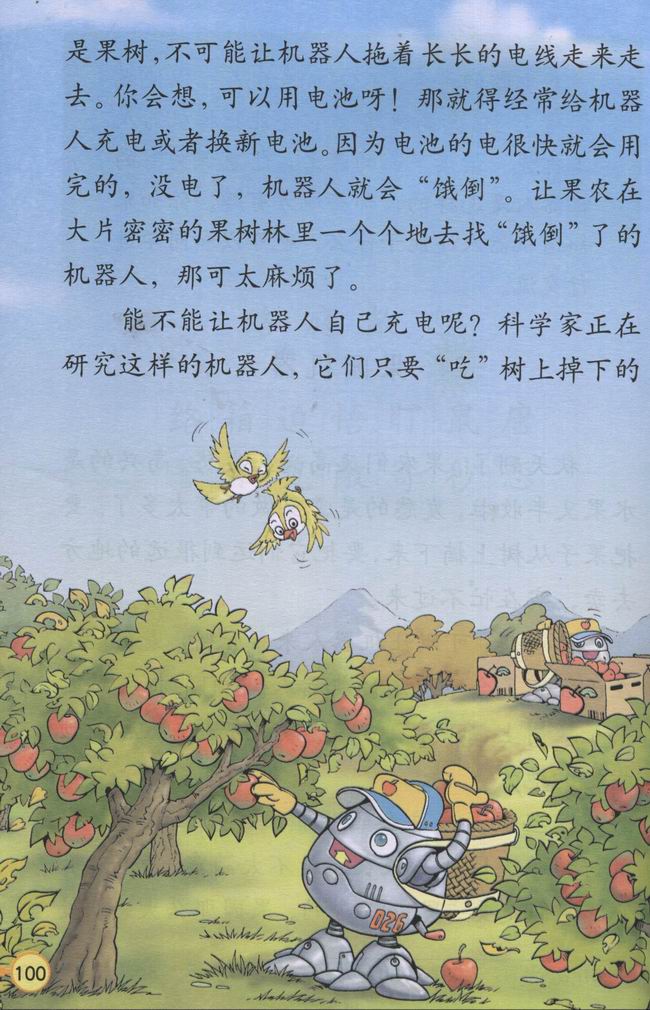 是果树，不可能让机器人拖着长长的电线走来走
去。你会想，可以用电池呀！那就得经常给机器
人充电或者换新电池。因为电池的电很快就会用
完的，没电了，机器人就会“饿倒”。让果农在
大片密密的果树林里一个个地去找“饿倒”了的
机器人，那可太麻烦了。
能不能让机器人自己充电呢？科学家正在
研究这样的机器人，它们只要“吃”树上掉下的
D26
100